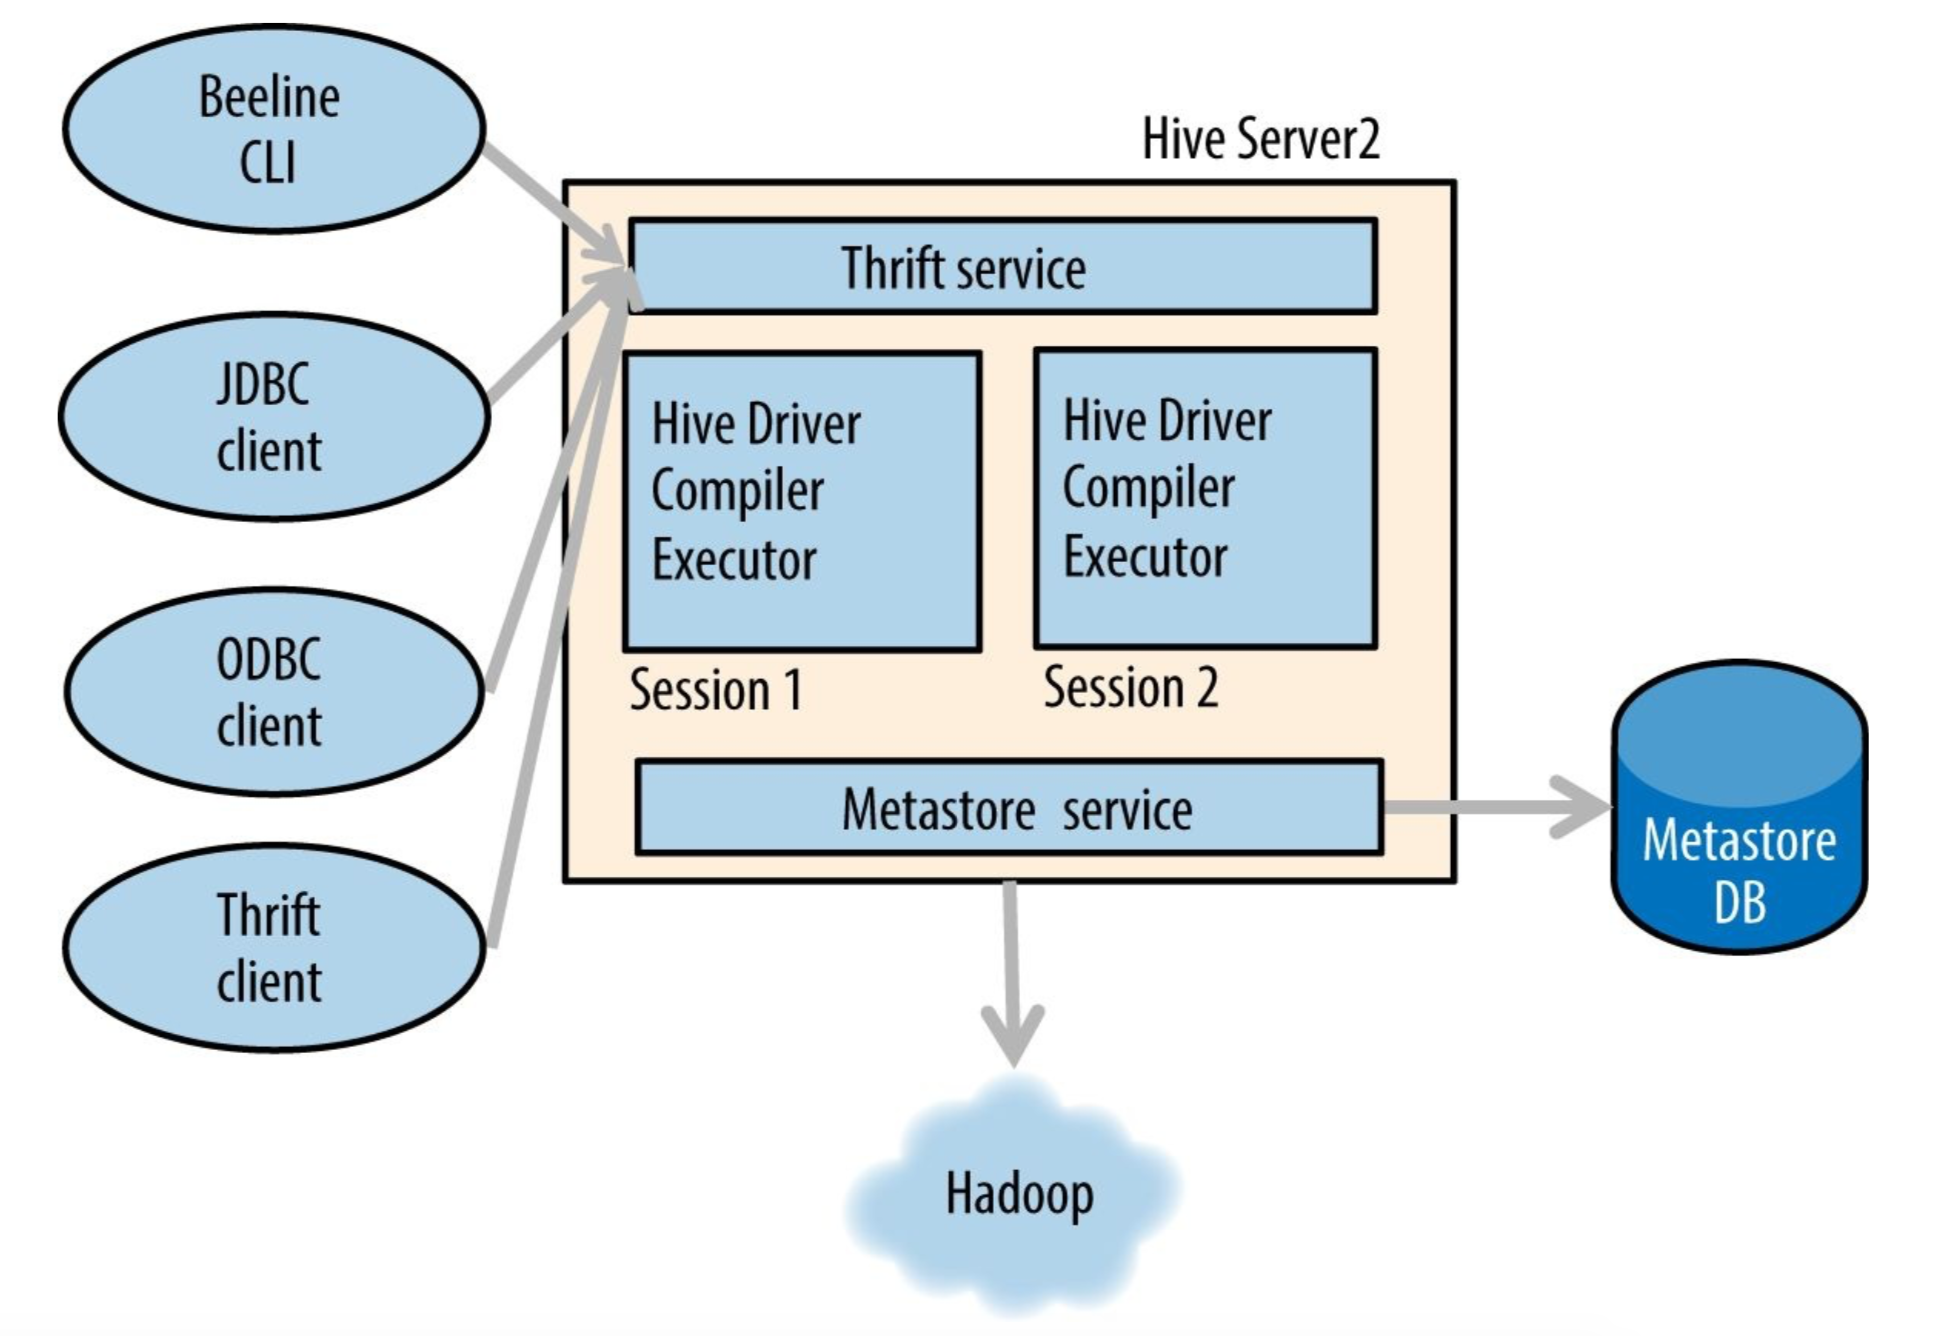 Beeline
CLI
JDBC
client
ODBC
client
Thrift
client
Hive Server2
Thrift service
Hive Driver
Compiler
Executor
Session 1
Hive Driver
Compiler
Executor
Session 2
Metastore service
Metastore
DB
Hadoop